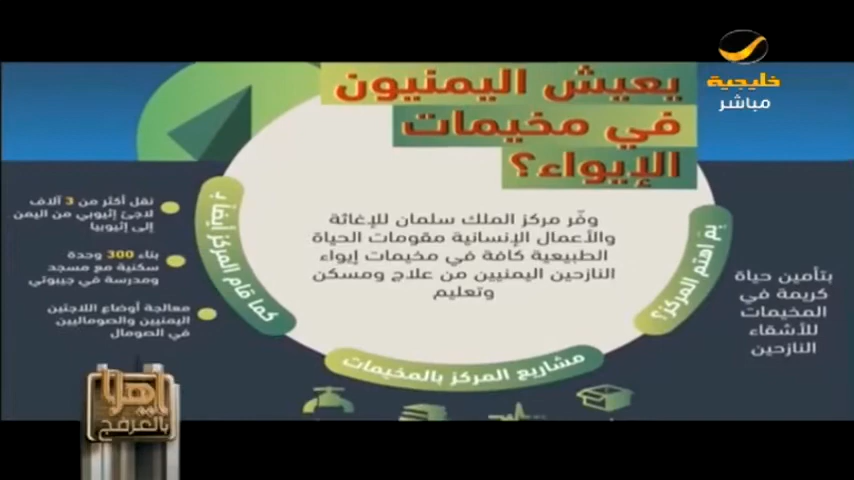 خليجية
مباشر
يعيش اليمنيون
في مخيمات
الإيواء؟
وفّر مركز الملك سلمان للإغاثة
والأعمال الإنسانية مقومات الحياة
الطبيعية كافة في مخيمات إيواء
النازحين اليمنيين من علاج ومسكن
وتعليم
بمَ اهتم المركز؟
بتأمين حياة
كريمة في
المخيمات
للأشقاء
النازحين
كما قام المركز أيضاً بـ
نقل أكثر من 3 آلاف
لاجئ إثيوبي من اليمن
إلى إثيوبيا
بناء 300 وحدة
سكنية مع مسجد
ومدرسة في جيبوتي
معالجة أوضاع اللاجئين
اليمنيين والصوماليين
في الصومال
مشاريع المركز بالمخيمات
ياهلا
بالعرفج